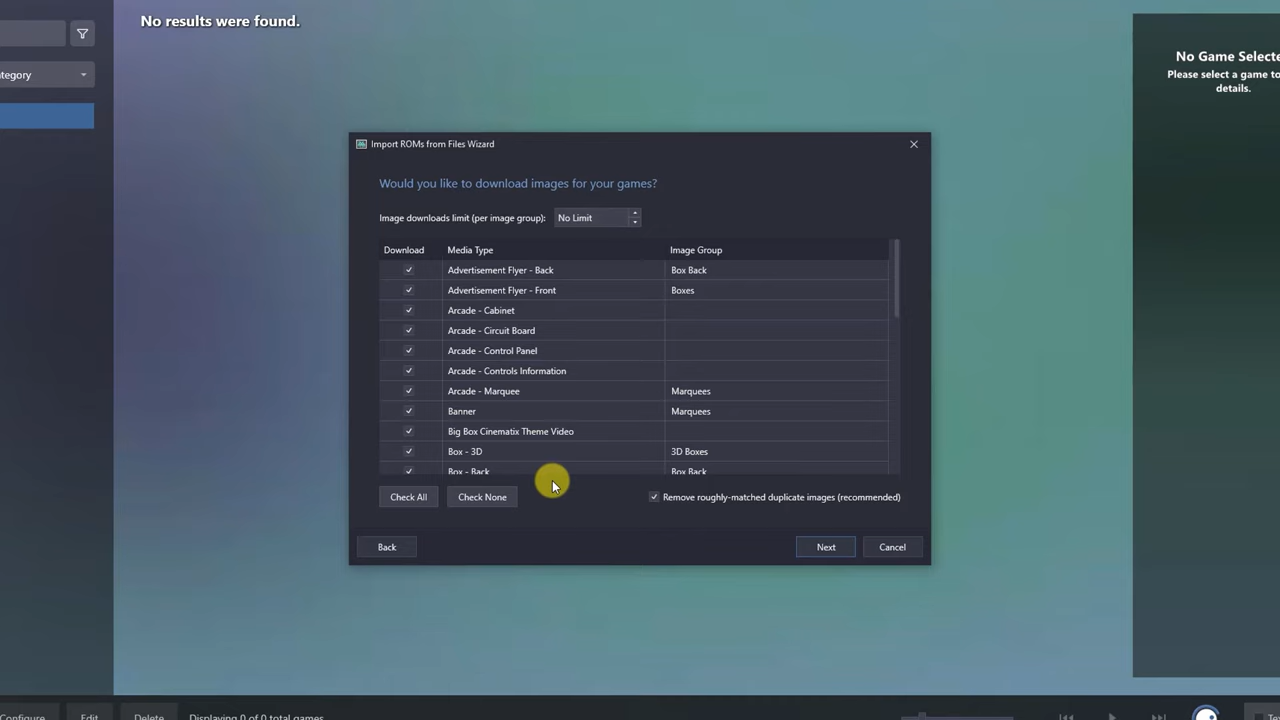 No results were found.
ategory
No Game Selecte
Please select a game to
details.
Import ROMs from Files Wizard
Would you like to download images for your games?
Image downloads limit (per image group): No Limit
Download Media Type Image Group
Advertisement Flyer - Back Box Back
Advertisement Flyer - Front Boxes
Arcade - Cabinet
Arcade - Circuit Board
Arcade - Control Panel
Arcade - Controls Information
Arcade - Marquee Marquees
Banner Marquees
Big Box Cinematix Theme Video
Box - 3D 3D Boxes
Box - Back Box Back
Check All Check None Remove roughly-matched duplicate images (recommended)
Back Next Cancel
Configure Edit Delete Displaying 0 of 0 total games